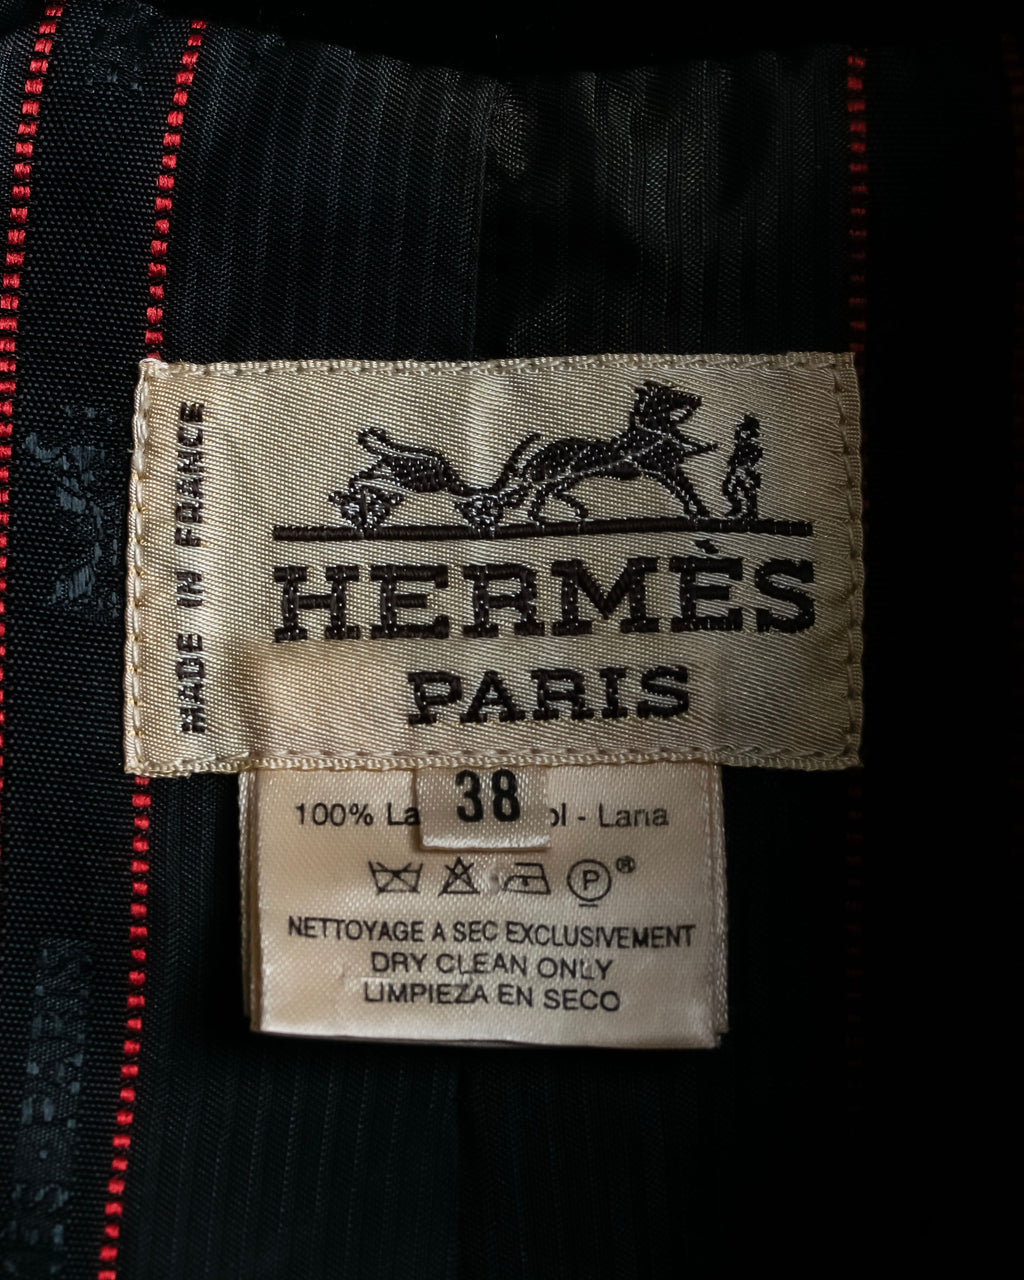 MADE IN FRANCE
HERMÈS
PARIS
38
100% - Lana
P ®
NETTOYAGE A SEC EXCLUSIVEMENT
DRY CLEAN ONLY
LIMPIEZA EN SECO